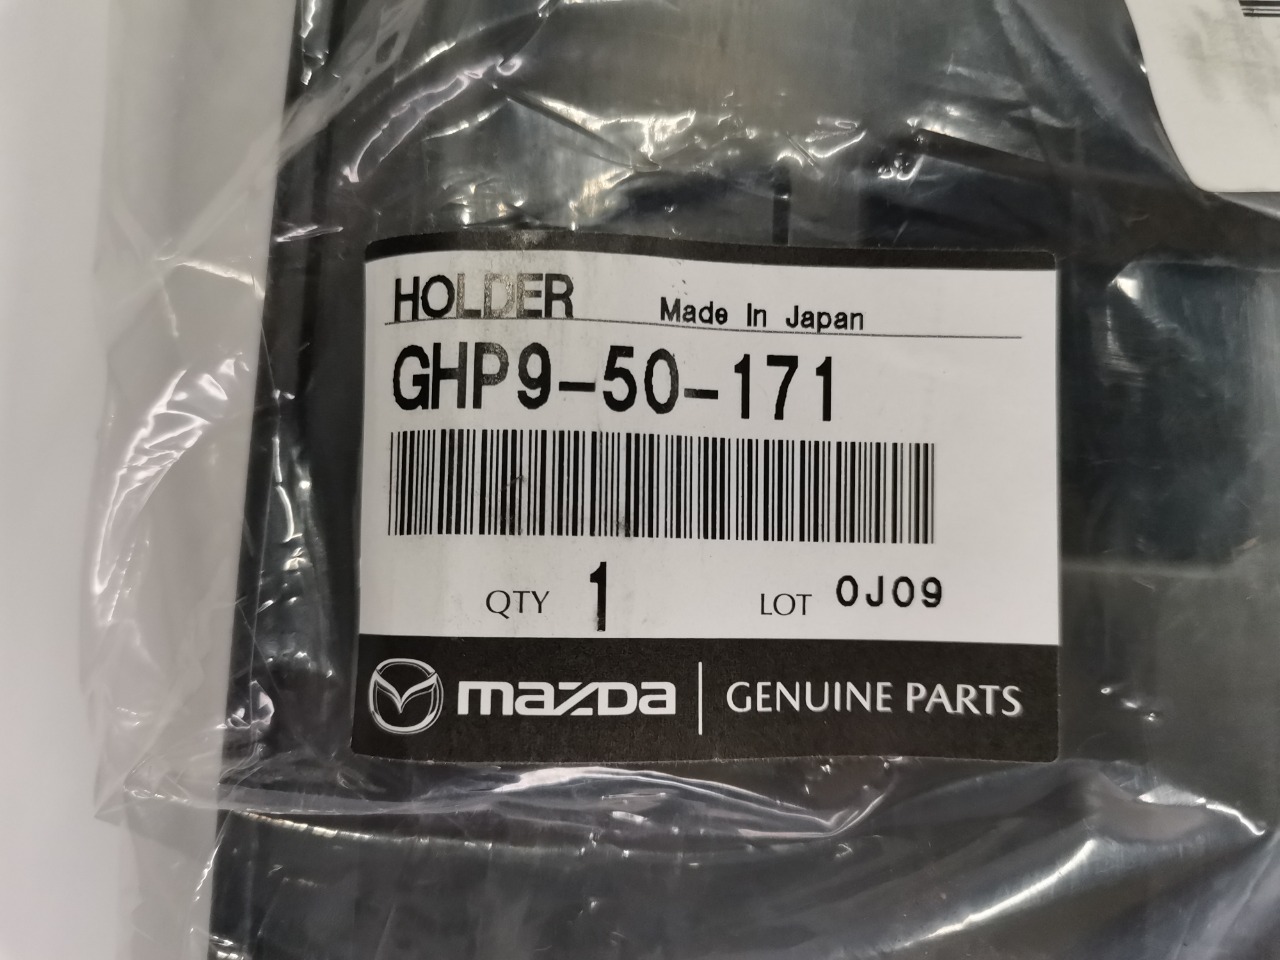 HOLDER Made In Japan
GHP9-50-171
QTY 1 LOT 0J09
mazDa GENUINE PARTS